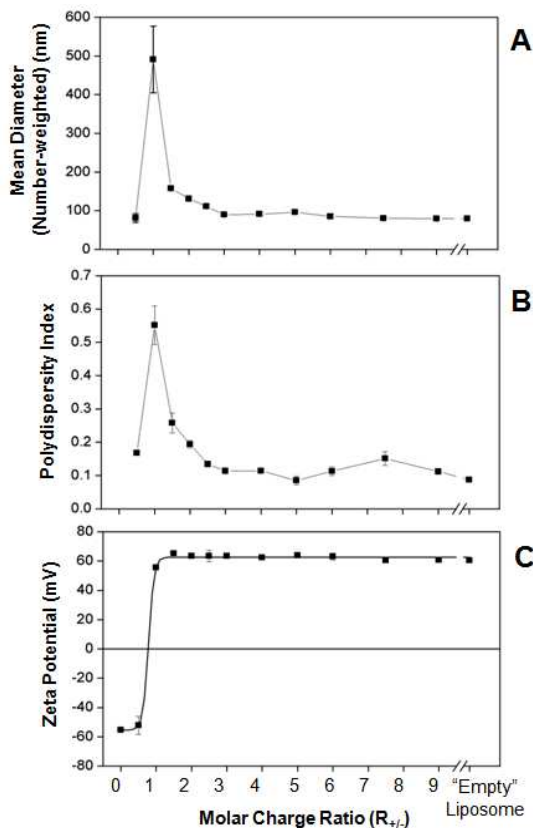 A
Mean Diameter
(Number-weighted) (nm)
600
500
400
300
200
100
0
B
Polydispersity Index
0.7
0.6
0.5
0.4
0.3
0.2
0.1
0.0
C
Zeta Potential (mV)
80
60
40
20
0
-20
-40
-60
-80
0 1 2 3 4 5 6 7 8 9 "Empty"
Liposome
Molar Charge Ratio (R+/-)